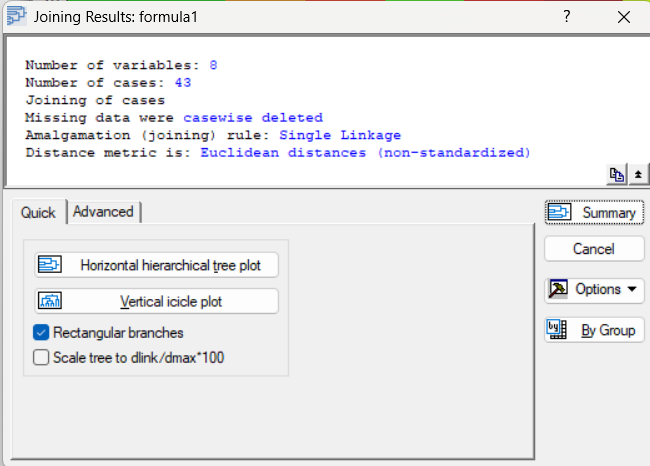 Joining Results: formula1
?
Number of variables: 8
Number of cases: 43
Joining of cases
Missing data were casewise deleted
Amalgamation (joining) rule: Single Linkage
Distance metric is: Euclidean distances (non-standardized)
Quick
Advanced
Summary
Horizontal hierarchical tree plot
Cancel
Vertical icicle plot
Options
Rectangular branches
By Group
Scale tree to dlink/dmax*100